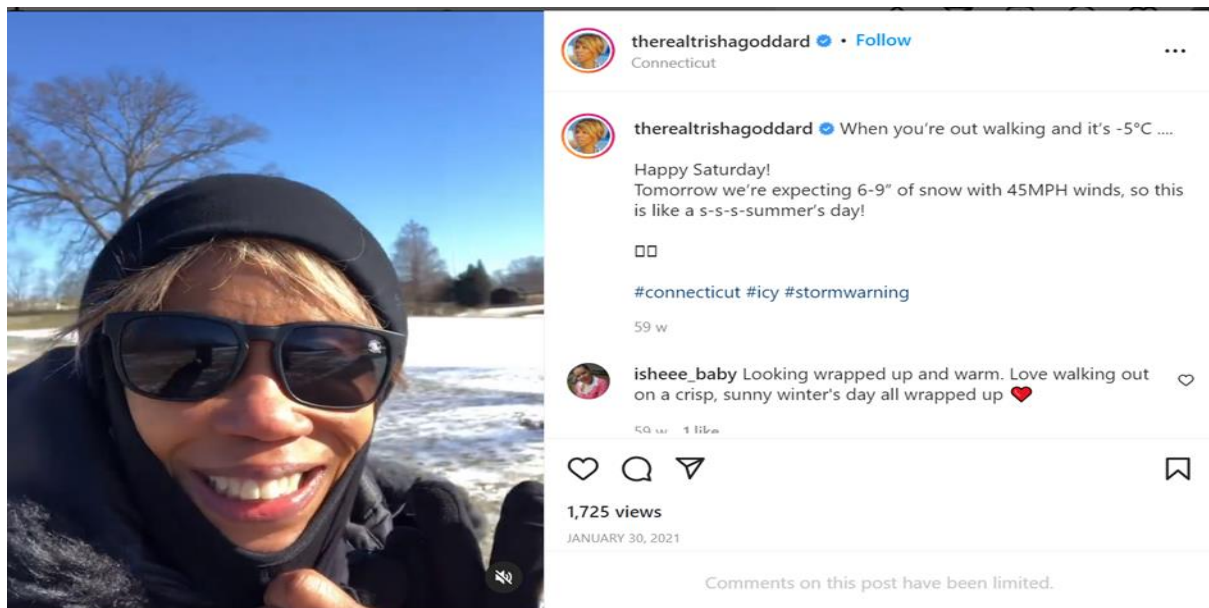 therealtrishagoddard • Follow
Connecticut
therealtrishagoddard When you're out walking and it's -5°C ....
Happy Saturday!
Tomorrow we're expecting 6-9” of snow with 45MPH winds, so this
is like a s-s-s-summer's day!
#connecticut #icy #stormwarning
59 w
isheee_baby Looking wrapped up and warm. Love walking out
on a crisp, sunny winter's day all wrapped up ❤️
59 w 1 like
1,725 views
JANUARY 30, 2021
Comments on this post have been limited.